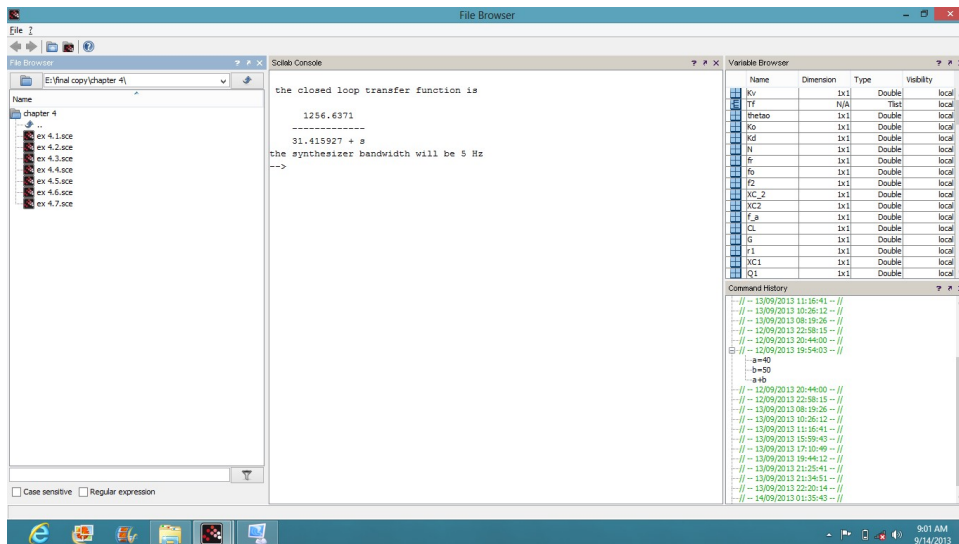 File Browser
File ?
File Browser
E:\final copy\chapter 4\
Name
chapter 4
..
ex 4.1.sce
ex 4.2.sce
ex 4.3.sce
ex 4.4.sce
ex 4.5.sce
ex 4.6.sce
ex 4.7.sce
Case sensitive Regular expression
Scilab Console ? ↗ X
the closed loop transfer function is
1256.6371
-------------
31.415927 + s
the synthesizer bandwidth will be 5 Hz
-->
Variable Browser
Name Dimension Type Visibility
Kv 1x1 Double local
Tf N/A Tlist local
thetao 1x1 Double local
Ko 1x1 Double local
Kd 1x1 Double local
N 1x1 Double local
fr 1x1 Double local
fo 1x1 Double local
f2 1x1 Double local
XC_2 1x1 Double local
XC2 1x1 Double local
f_a 1x1 Double local
CL 1x1 Double local
G 1x1 Double local
r1 1x1 Double local
XC1 1x1 Double local
Q1 1x1 Double local
Command History
// -- 13/09/2013 11:16:41 -- //
// -- 13/09/2013 10:26:12 -- //
// -- 13/09/2013 08:19:26 -- //
// -- 12/09/2013 22:58:15 -- //
// -- 12/09/2013 20:44:00 -- //
// -- 12/09/2013 19:54:03 -- //
a=40
b=50
a+b
// -- 12/09/2013 20:44:00 -- //
// -- 12/09/2013 22:58:15 -- //
// -- 13/09/2013 08:19:26 -- //
// -- 13/09/2013 10:26:12 -- //
// -- 13/09/2013 11:16:41 -- //
// -- 13/09/2013 15:59:43 -- //
// -- 13/09/2013 17:10:49 -- //
// -- 13/09/2013 19:44:12 -- //
// -- 13/09/2013 21:25:41 -- //
// -- 13/09/2013 21:34:51 -- //
// -- 13/09/2013 22:20:14 -- //
// -- 14/09/2013 01:35:43 -- //
9:01 AM
9/14/2013